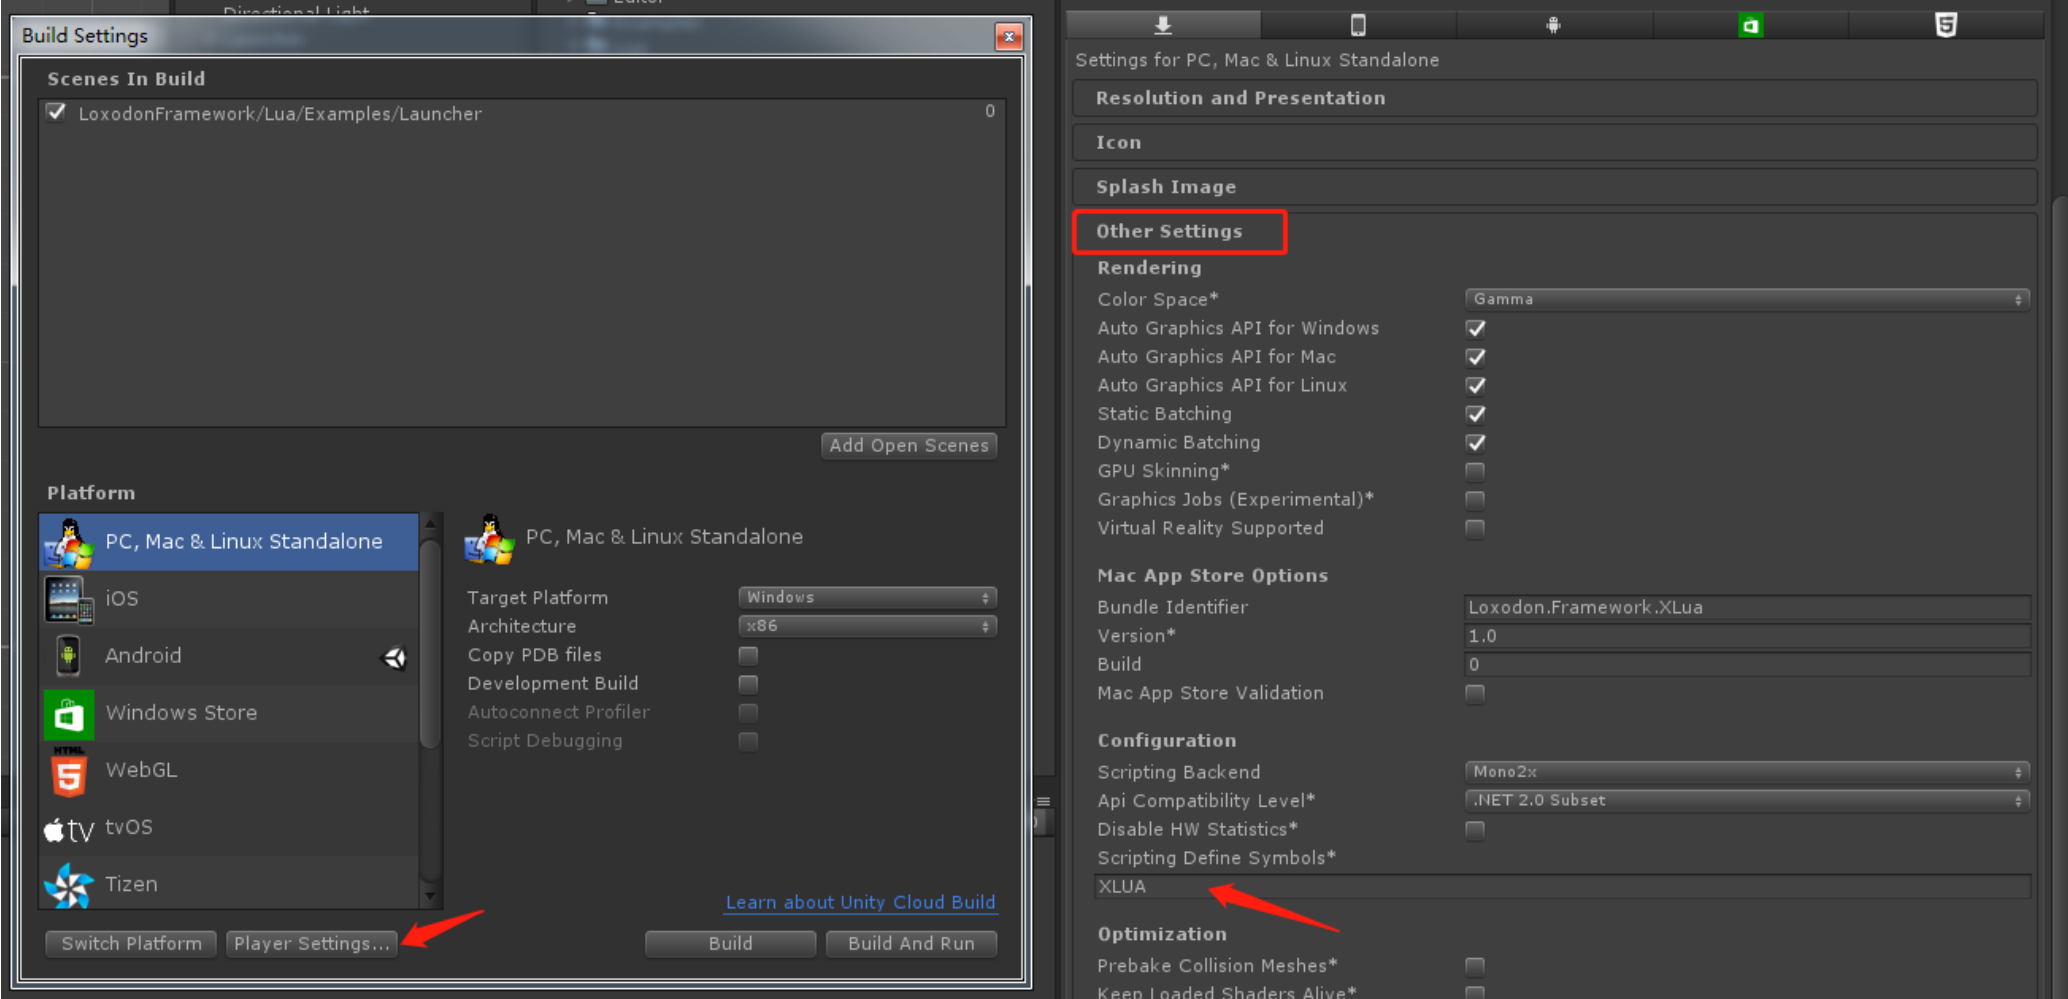 Directional Light
Editor
Build Settings
Scenes In Build
LoxodonFramework/Lua/Examples/Launcher 0
Add Open Scenes
Platform
PC, Mac & Linux Standalone
iOS
Android
Windows Store
HTML
WebGL
tv tvOS
Tizen
PC, Mac & Linux Standalone
Target Platform Windows
Architecture x86
Copy PDB files
Development Build
Autoconnect Profiler
Script Debugging
Learn about Unity Cloud Build
Switch Platform Player Settings... Build Build And Run
Settings for PC, Mac & Linux Standalone
Resolution and Presentation
Icon
Splash Image
Other Settings
Rendering
Color Space* Gamma
Auto Graphics API for Windows
Auto Graphics API for Mac
Auto Graphics API for Linux
Static Batching
Dynamic Batching
GPU Skinning*
Graphics Jobs (Experimental)*
Virtual Reality Supported
Mac App Store Options
Bundle Identifier Loxodon.Framework.XLua
Version* 1.0
Build 0
Mac App Store Validation
Configuration
Scripting Backend Mono2x
Api Compatibility Level* .NET 2.0 Subset
Disable HW Statistics*
Scripting Define Symbols*
XLUA
Optimization
Prebake Collision Meshes*
Keep Loaded Shaders Alive*